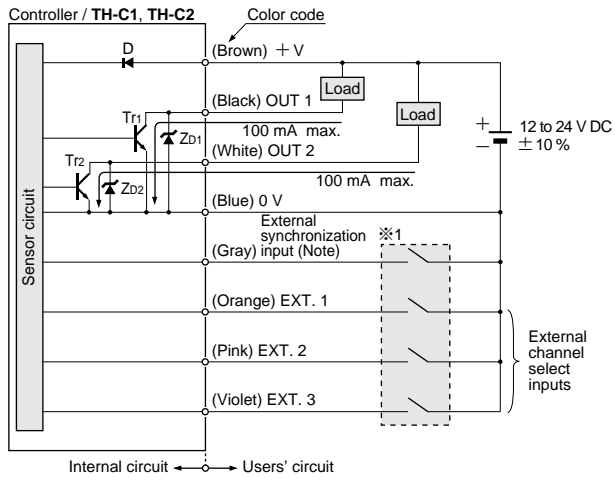 Controller / TH-C1, TH-C2
Color code
D
(Brown) +V
Load
(Black) OUT 1
Tr1
ZD1
100 mA max.
Load
+
−
12 to 24 V DC
± 10 %
(White) OUT 2
Tr2
ZD2
100 mA max.
(Blue) 0 V
Sensor circuit
External
synchronization
(Gray) input (Note)
※1
(Orange) EXT. 1
(Pink) EXT. 2
(Violet) EXT. 3
External
channel
select
inputs
Internal circuit
Users' circuit